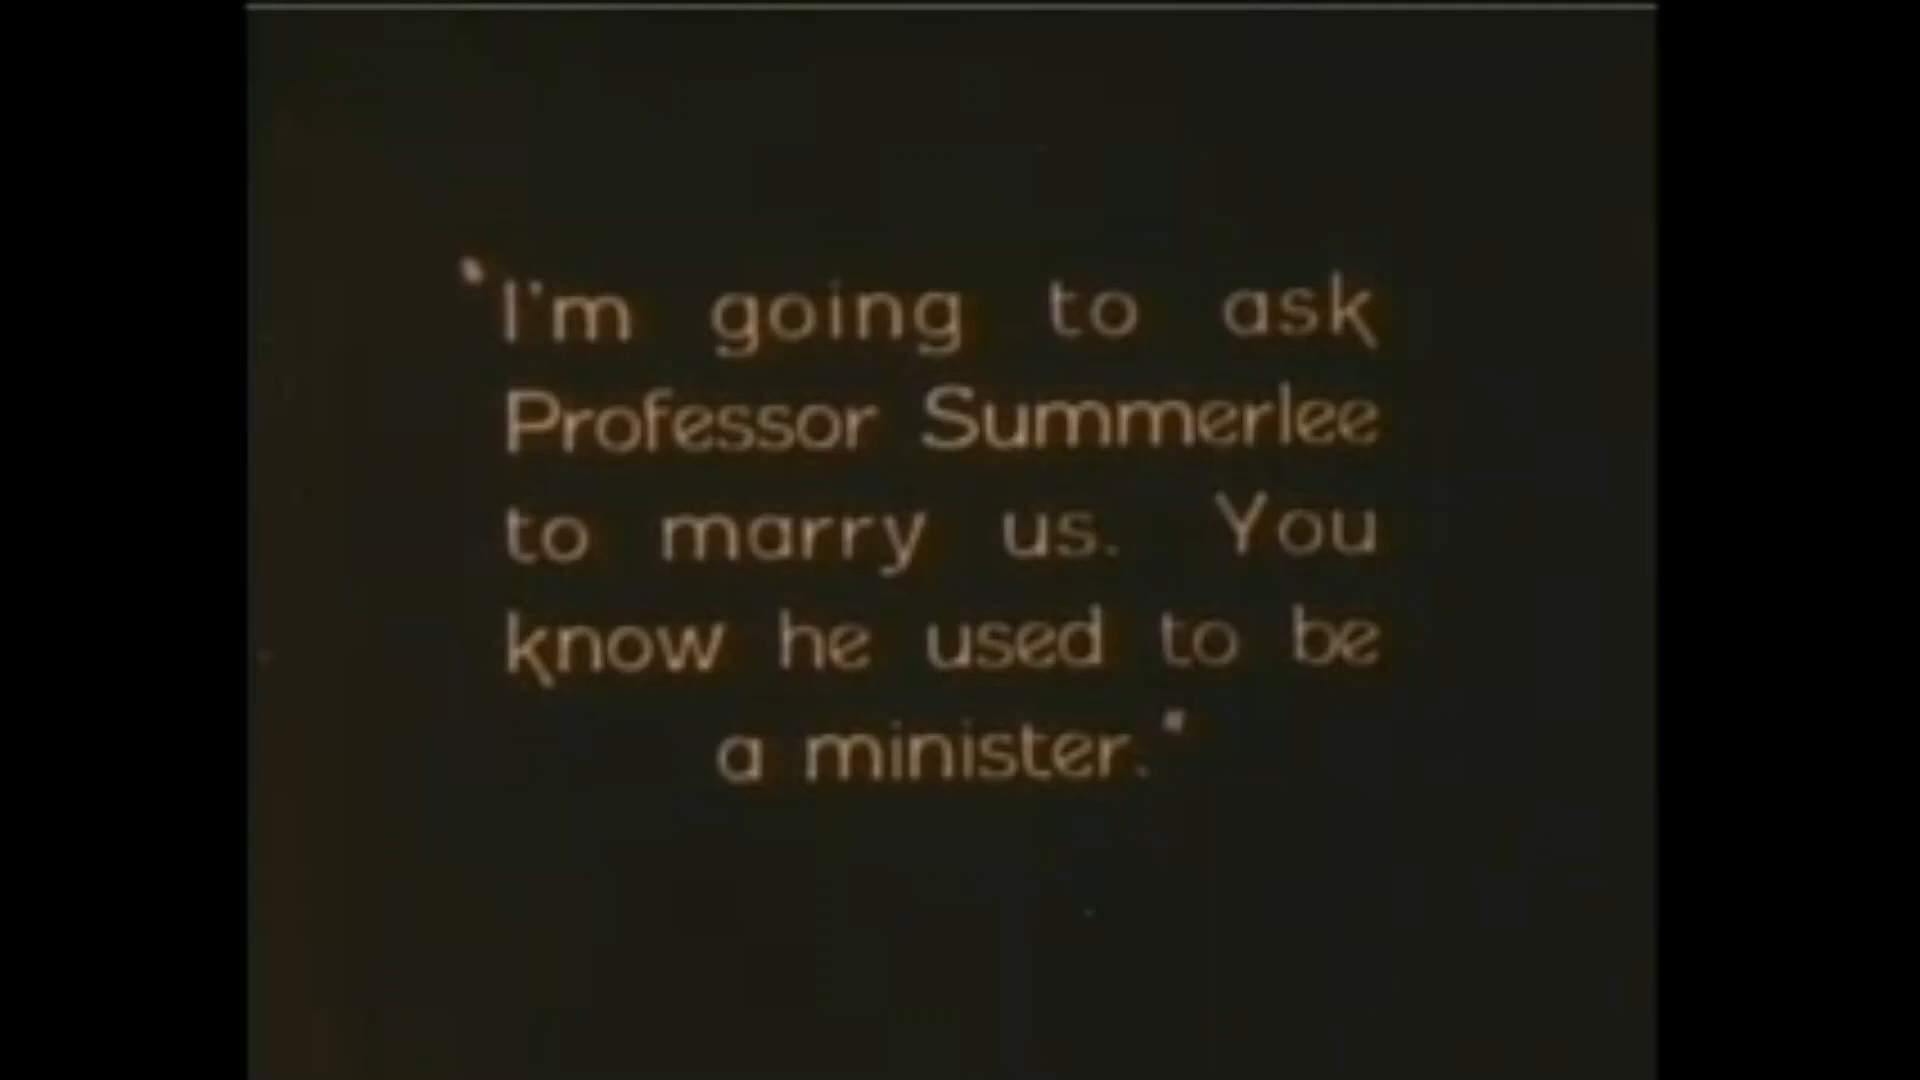 "I'm going to ask
Professor Summerlee
to marry us. You
know he used to be
a minister."